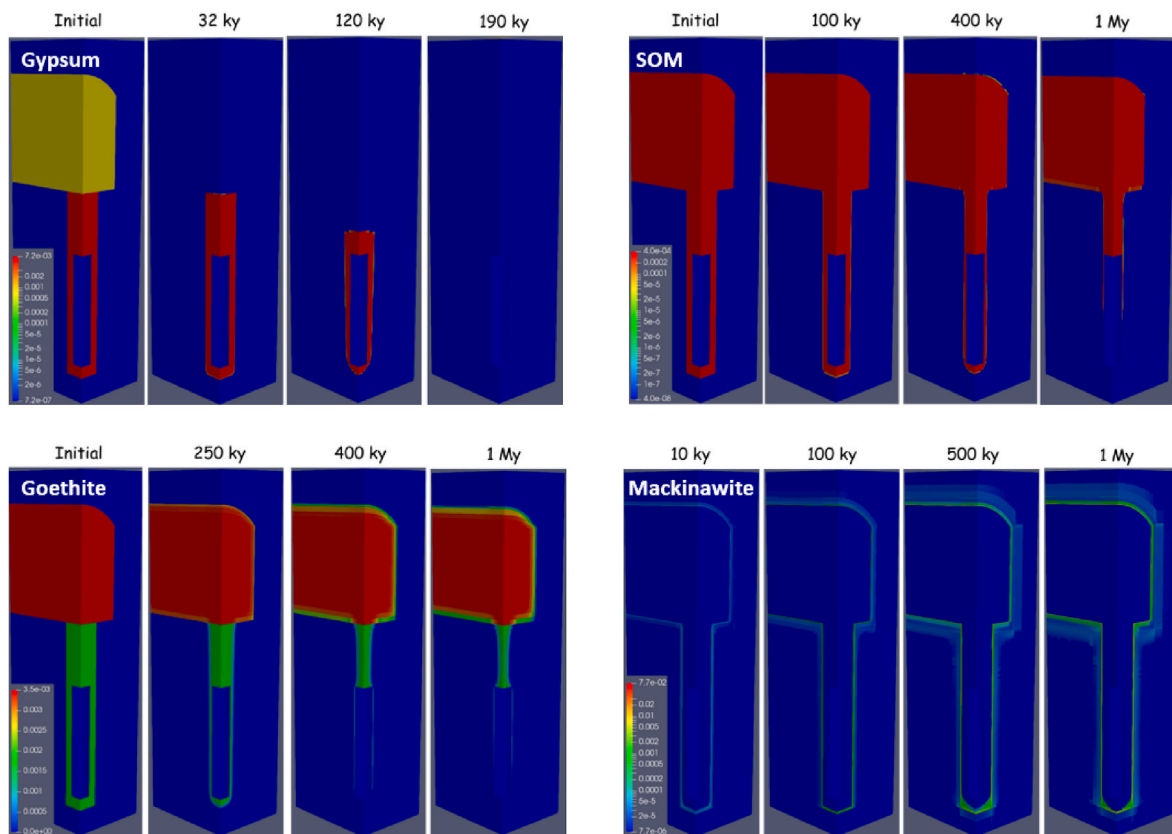 Initial 32 ky 120 ky 190 ky
Gypsum
7.2e-03
0.002
0.001
0.0005
0.0002
0.0001
5e-5
2e-5
1e-5
5e-6
2e-6
7.2e-07
Initial 100 ky 400 ky 1 My
SOM
4.0e-04
0.0002
0.0001
5e-5
2e-5
1e-5
5e-6
2e-6
1e-6
5e-7
2e-7
1e-7
4.0e-08
Initial 250 ky 400 ky 1 My
Goethite
3.5e-03
0.003
0.0025
0.002
0.0015
0.001
0.0005
0.0e+00
10 ky 100 ky 500 ky 1 My
Mackinawite
7.7e-02
0.02
0.01
0.005
0.002
0.001
0.0005
0.0002
0.0001
5e-5
2e-5
7.7e-06